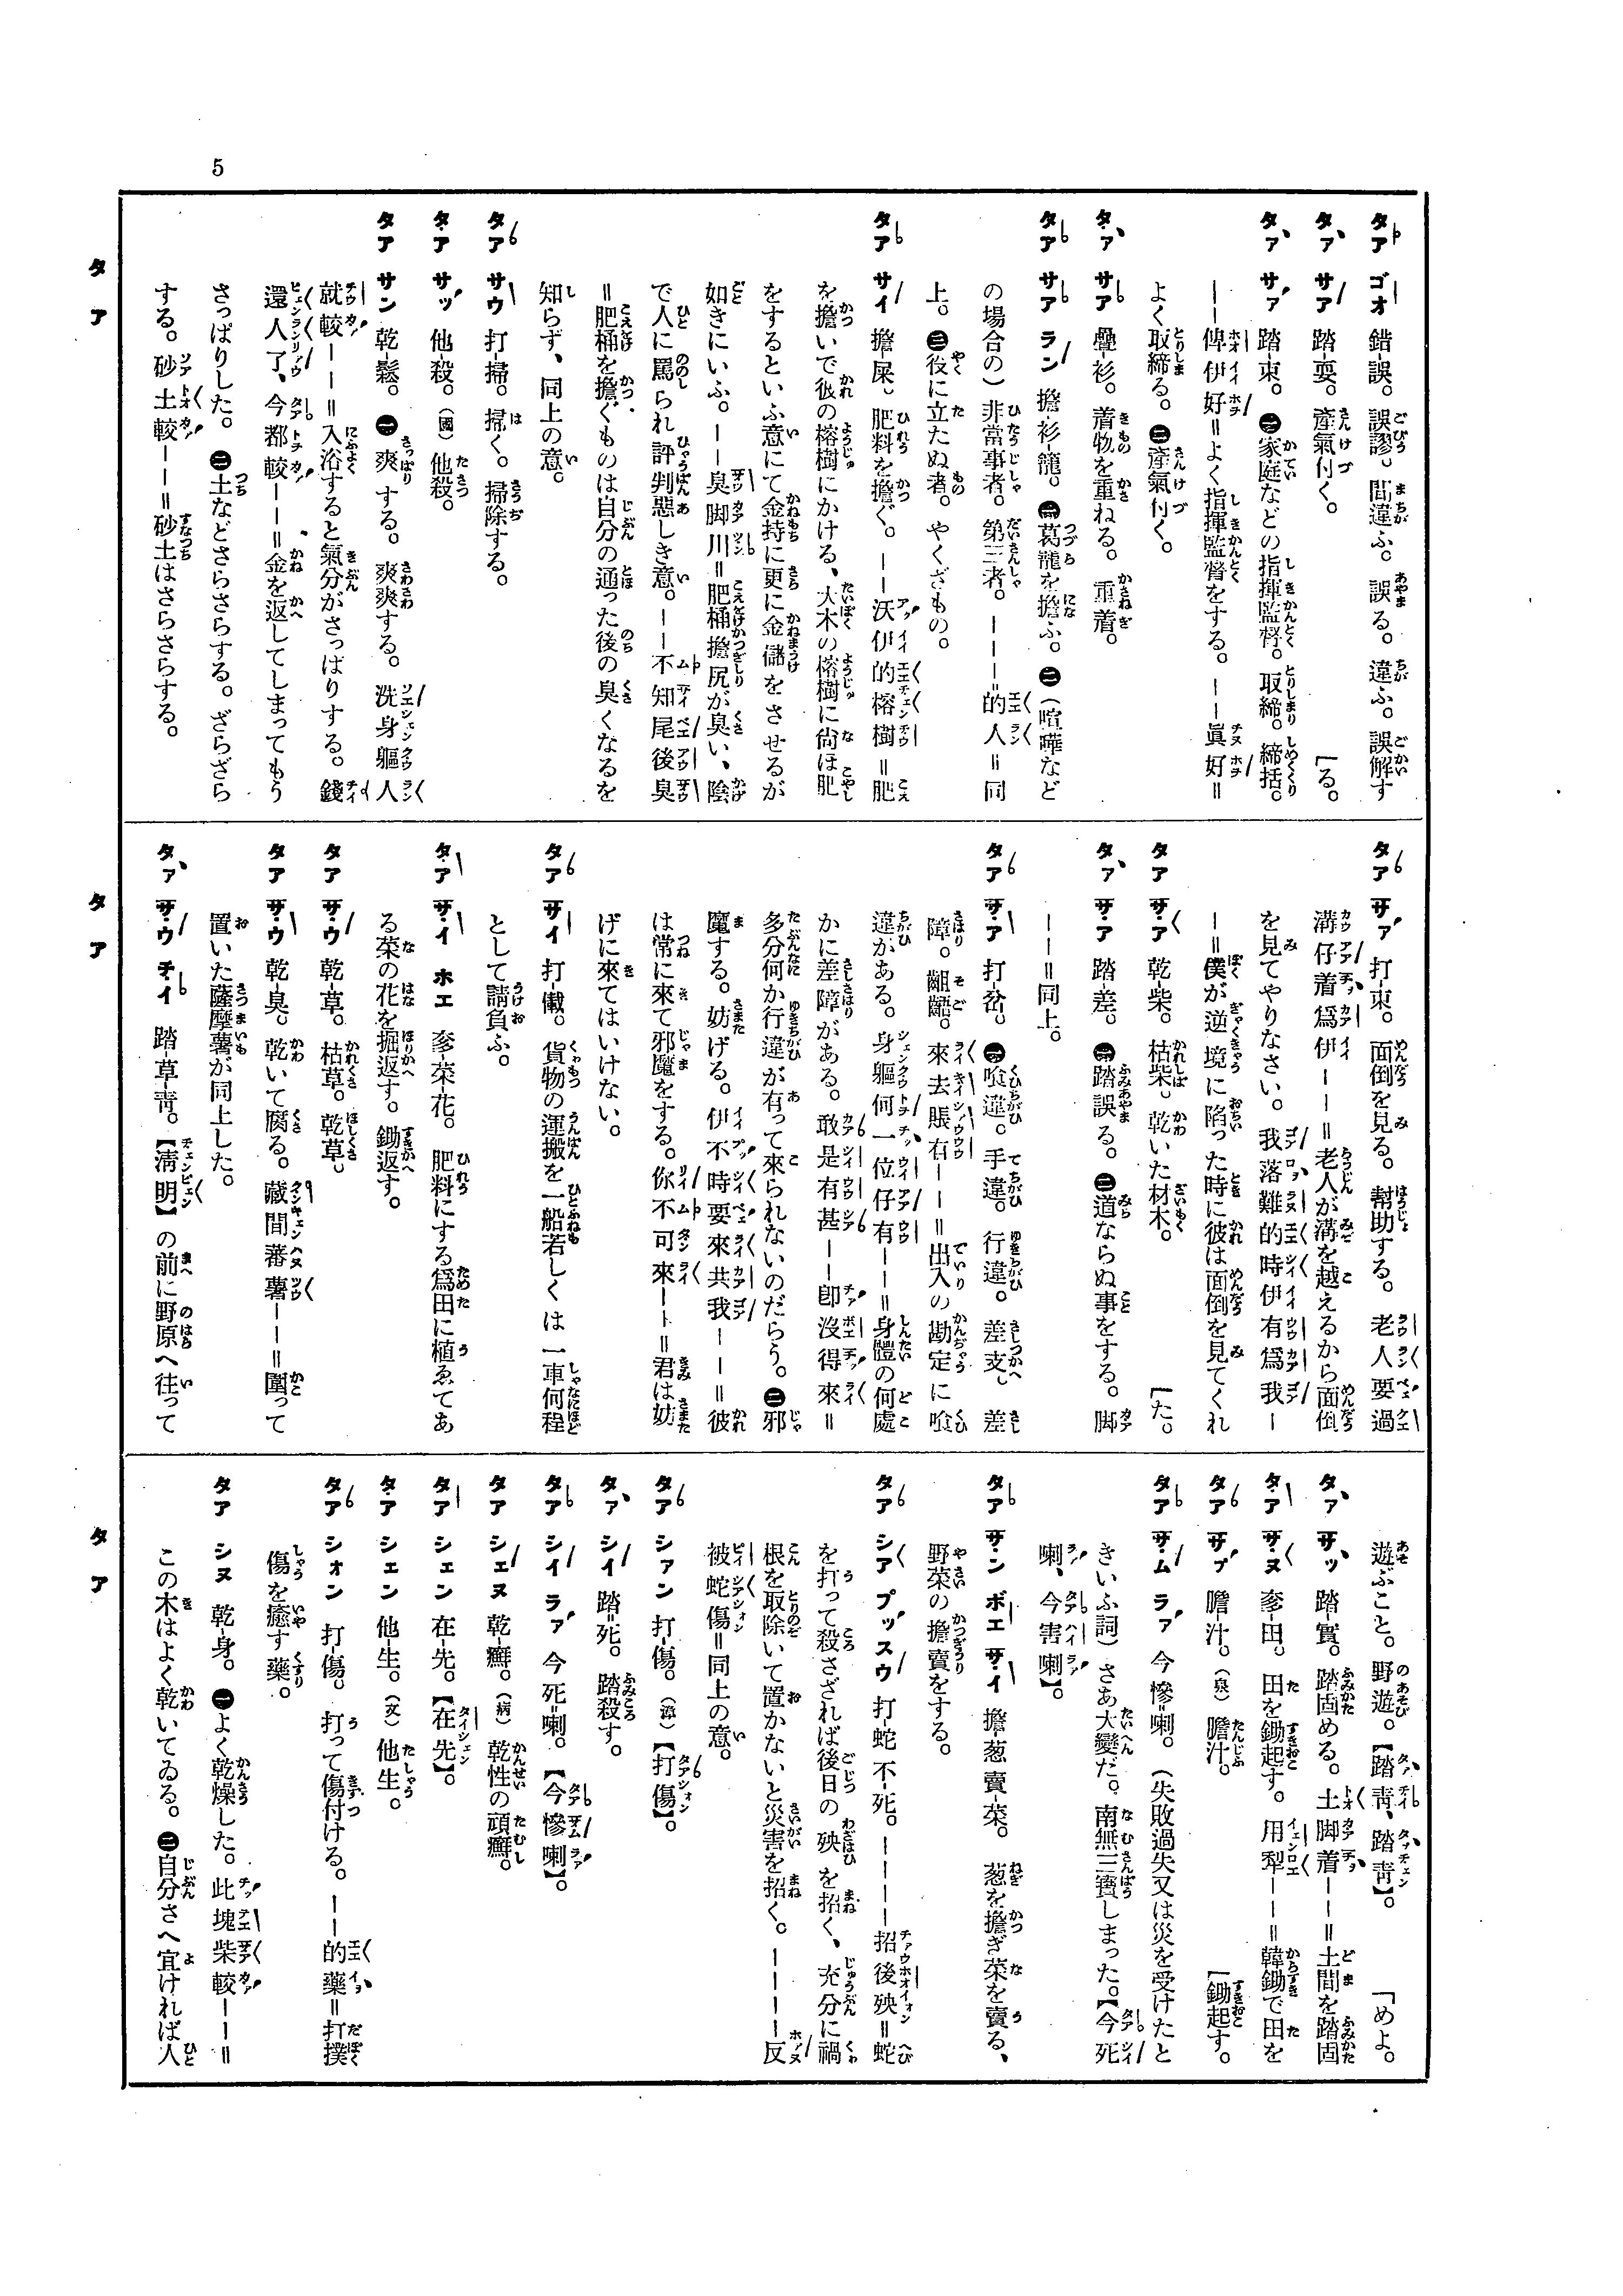 5
タア ゴオ 錯-誤。誤謬。間違ふ。誤る。違ふ。誤解す
タア サア 踏-耍。產氣付く。 [る。
タア サア 踏-束。㊀家庭などの指揮監督。取締。締括。
――俾伊好=よく指揮監督をする。――眞好=
よく取締る。㊁產氣付く。
タア サア 疊-衫。着物を重ねる。重着。
タア サア ラン 擔-衫-籠。㊀葛籠を擔ふ。㊁(喧嘩など
の場合の)非常事者。第三者。―――的人=同
上。㊂役に立たぬ者。やくざもの。
タア サイ 擔-屎。肥料を擔ぐ。――沃伊的榕樹=肥
を擔いで彼の榕樹にかける、大木の榕樹に尙ほ肥
をするといふ意にて金持に更に金儲をさせるが
如きにいふ。――臭脚川=肥桶擔尻が臭い、陰
で人に罵られ評判惡しき意。――不知尾後臭
=肥桶を擔ぐものは自分の通った後の臭くなるを
知らず、同上の意。
タア サウ 打-掃。掃く。掃除する。
タア サッ 他-殺。(國)他殺。
タア サン 乾-鬆。㊀爽する。爽爽する。洗身軀人
就較――=入浴すると氣分がさっぱりする。錢
還人了、今都較――=金を返してしまってもう
さっぱりした。㊁土などさらさらする。ざらざら
する。砂土較――=砂土はさらさらする。
タア サア 打-束。面倒を見る。幇助する。老人要過
溝仔着爲伊――=老人が溝を越えるから面倒
を見てやりなさい。我落難的時伊有爲我―
―=僕が逆境に陷った時に彼は面倒を見てくれ
タア サア 乾-柴。枯柴。乾いた材木。 [た。
タア サア 踏-差。㊀踏誤る。㊁道ならぬ事をする。脚
――=同上。
タア サア 打-岔。㊀喰違。手違。行違。差支。差
障。齟齬。來去賬有――=出入の勘定に喰
違がある。身軀何一位仔有――=身體の何處
かに差障がある。敢是有甚――卽沒得來=
多分何か行違が有って來られないのだらう。㊁邪
魔する。妨げる。伊不時要來共我――=彼
は常に來て邪魔をする。你不可來――=君は妨
げに來てはいけない。
タア サイ 打-儎。貨物の運搬を一船若しくは一車何程
として請負ふ。
タア サイ ホエ 奓-菜-花。肥料にする爲田に植ゑてあ
る菜の花を掘返す。鋤返す。
タア サウ 乾-草。枯草。乾草。
タア サウ 乾-臭。乾いて腐る。藏間蕃薯――=圍って
置いた薩摩薯が同上した。
タア サウ チイ 踏-草-靑。【淸明】の前に野原へ往って
遊ぶこと。野遊。【踏靑、踏靑】。 「めよ。
タア サッ 踏-實。踏固める。土脚着――=土間を踏固
タア サヌ 奓-田。田を鋤起す。用犁――=韓鋤で田を
タア サプ 膽-汁。(泉)膽汁。 [鋤起す。
タア サム ラア 今 慘=喇。(失敗過失又は災を受けたと
きいふ詞)さあ大變だ。南無三寶しまった。【今死
喇、今害喇】。
タア サン ボエ サイ 擔-葱 賣-菜。葱を擔ぎ菜を賣る、
野菜の擔賣をする。
タア シア プッ スウ 打-蛇 不-死。――――招後殃=蛇
を打って殺さざれば後日の殃を招く、充分に禍
根を取除いて置かないと災害を招く。――――反
被蛇傷=同上の意。
タア シアン 打-傷。(漳)【打傷】。
タア シイ 踏=死。踏殺す。
タア シイ ラア 今 死=喇。【今慘喇】。
タア シエヌ 乾-癬。(病)乾性の頑癬。
タア シェン 在-先。【在先】。
タア シェン 他-生。(文)他生。
タア シオン 打-傷。打って傷付ける。――的藥=打撲
傷を癒す藥。
タア シヌ 乾-身。㊀よく乾燥した。此塊柴較――=
この木はよく乾いてゐる。㊁自分さへ宜ければ人
タア
タア
タア